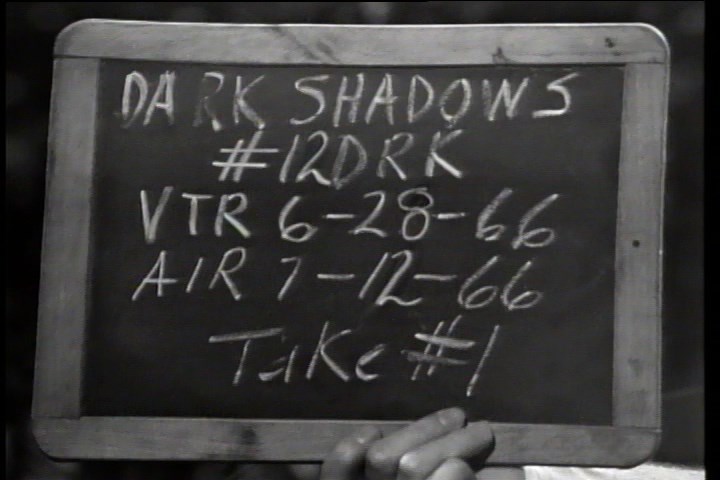 DARK SHADOWS
#12DRK
VTR 6-28-66
AIR 7-12-66
Take #1